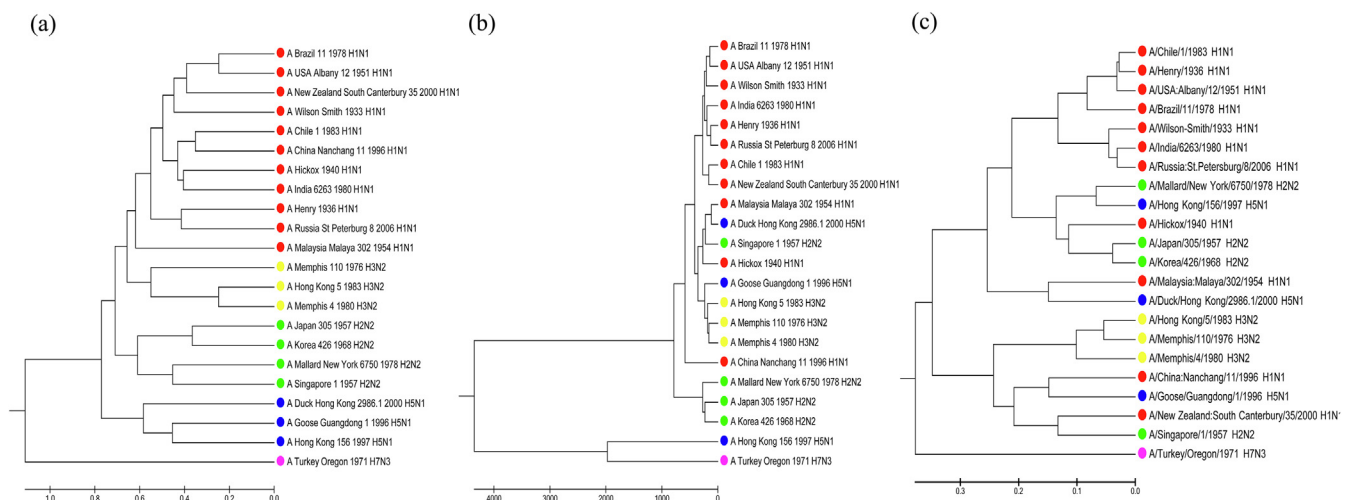 (a)
A Brazil 11 1978 H1N1
A USA Albany 12 1951 H1N1
A New Zealand South Canterbury 35 2000 H1N1
A Wilson Smith 1933 H1N1
A Chile 1 1983 H1N1
A China Nanchang 11 1996 H1N1
A Hickox 1940 H1N1
A India 6263 1980 H1N1
A Henry 1936 H1N1
A Russia St Peterburg 8 2006 H1N1
A Malaysia Malaya 302 1954 H1N1
A Memphis 110 1976 H3N2
A Hong Kong 5 1983 H3N2
A Memphis 4 1980 H3N2
A Japan 305 1957 H2N2
A Korea 426 1968 H2N2
A Mallard New York 6750 1978 H2N2
A Singapore 1 1957 H2N2
A Duck Hong Kong 2986.1 2000 H5N1
A Goose Guangdong 1 1996 H5N1
A Hong Kong 156 1997 H5N1
A Turkey Oregon 1971 H7N3
1.0 0.8 0.6 0.4 0.2 0.0
(b)
A Brazil 11 1978 H1N1
A USA Albany 12 1951 H1N1
A Wilson Smith 1933 H1N1
A India 6263 1980 H1N1
A Henry 1936 H1N1
A Russia St Peterburg 8 2006 H1N1
A Chile 1 1983 H1N1
A New Zealand South Canterbury 35 2000 H1N1
A Malaysia Malaya 302 1954 H1N1
A Duck Hong Kong 2986.1 2000 H5N1
A Singapore 1 1957 H2N2
A Hickox 1940 H1N1
A Goose Guangdong 1 1996 H5N1
A Hong Kong 5 1983 H3N2
A Memphis 110 1976 H3N2
A Memphis 4 1980 H3N2
A China Nanchang 11 1996 H1N1
A Mallard New York 6750 1978 H2N2
A Japan 305 1957 H2N2
A Korea 426 1968 H2N2
A Hong Kong 156 1997 H5N1
A Turkey Oregon 1971 H7N3
4000 3000 2000 1000 0
(c)
A/Chile/1/1983 H1N1
A/Henry/1936 H1N1
A/USA:Albany/12/1951 H1N1
A/Brazil/11/1978 H1N1
A/Wilson-Smith/1933 H1N1
A/India/6263/1980 H1N1
A/Russia:St.Petersburg/8/2006 H1N1
A/Mallard/New York/6750/1978 H2N2
A/Hong Kong/156/1997 H5N1
A/Hickox/1940 H1N1
A/Japan/305/1957 H2N2
A/Korea/426/1968 H2N2
A/Malaysia:Malaya/302/1954 H1N1
A/Duck/Hong Kong/2986.1/2000 H5N1
A/Hong Kong/5/1983 H3N2
A/Memphis/110/1976 H3N2
A/Memphis/4/1980 H3N2
A/China:Nanchang/11/1996 H1N1
A/Goose/Guangdong/1/1996 H5N1
A/New Zealand:South Canterbury/35/2000 H1N
A/Singapore/1/1957 H2N2
A/Turkey/Oregon/1971 H7N3
0.3 0.2 0.1 0.0